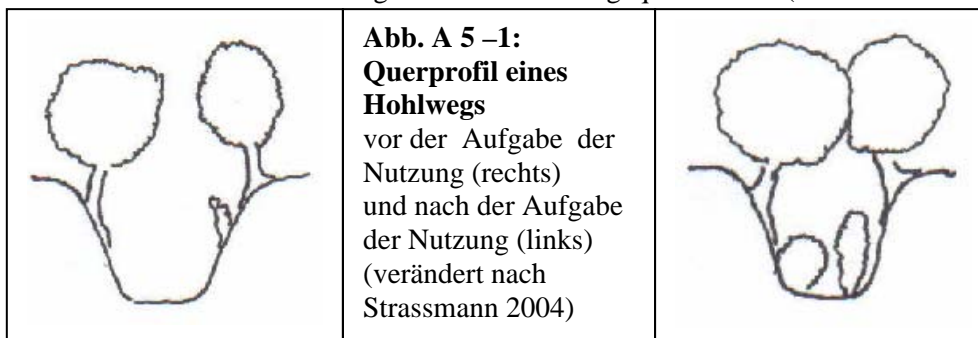 Abb. A 5 –1:
Querprofil eines
Hohlwegs
vor der Aufgabe der
Nutzung (rechts)
und nach der Aufgabe
der Nutzung (links)
(verändert nach
Strassmann 2004)